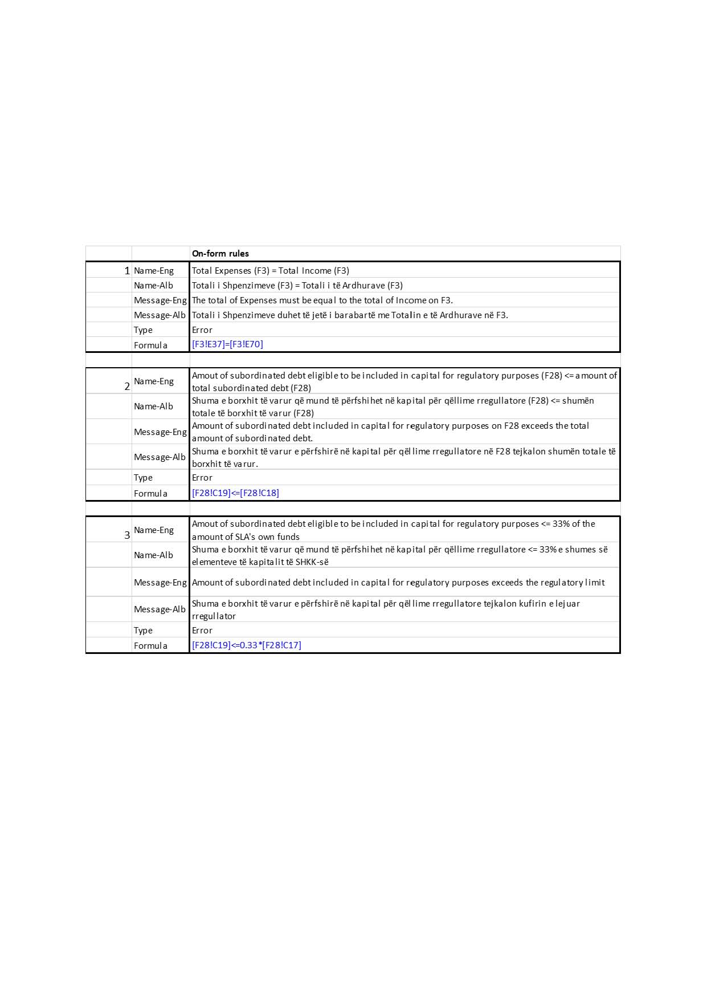 On-form rules
1 Name-Eng Total Expenses (F3) = Total Income (F3)
Name-Alb Totali i Shpenzimeve (F3) = Totali i të Ardhurave (F3)
Message-Eng The total of Expenses must be equal to the total of Income on F3.
Message-Alb Totali i Shpenzimeve duhet të jetë i barabartë me Totalin e të Ardhurave në F3.
Type Error
Formula [F3!E37]=[F3!E70]
2 Name-Eng Amout of subordinated debt eligible to be included in capital for regulatory purposes (F28) <= amount of
total subordinated debt (F28)
Name-Alb Shuma e borxhit të varur që mund të përfshihet në kapital për qëllime rregullatore (F28) <= shumën
totale të borxhit të varur (F28)
Message-Eng Amount of subordinated debt included in capital for regulatory purposes on F28 exceeds the total
amount of subordinated debt.
Message-Alb Shuma e borxhit të varur e përfshirë në kapital për qëllime rregullatore në F28 tejkalon shumën totale të
borxhit të varur.
Type Error
Formula [F28!C19]<=[F28!C18]
3 Name-Eng Amout of subordinated debt eligible to be included in capital for regulatory purposes <= 33% of the
amount of SLA's own funds
Name-Alb Shuma e borxhit të varur që mund të përfshihet në kapital për qëllime rregullatore <= 33% e shumes së
elementeve të kapitalit të SHKK-së
Message-Eng Amount of subordinated debt included in capital for regulatory purposes exceeds the regulatory limit
Message-Alb Shuma e borxhit të varur e përfshirë në kapital për qëllime rregullatore tejkalon kufirin e lejuar
rregullator
Type Error
Formula [F28!C19]<=0.33*[F28!C17]